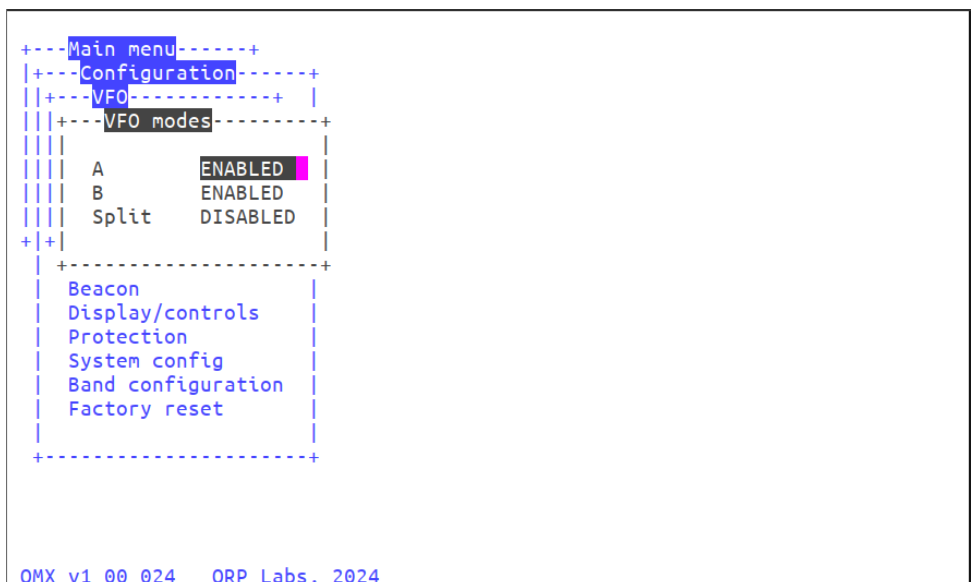 Main menu
Configuration
VFO
VFO modes
A ENABLED
B ENABLED
Split DISABLED
Beacon
Display/controls
Protection
System config
Band configuration
Factory reset
QMX v1_00_024 QRP Labs, 2024